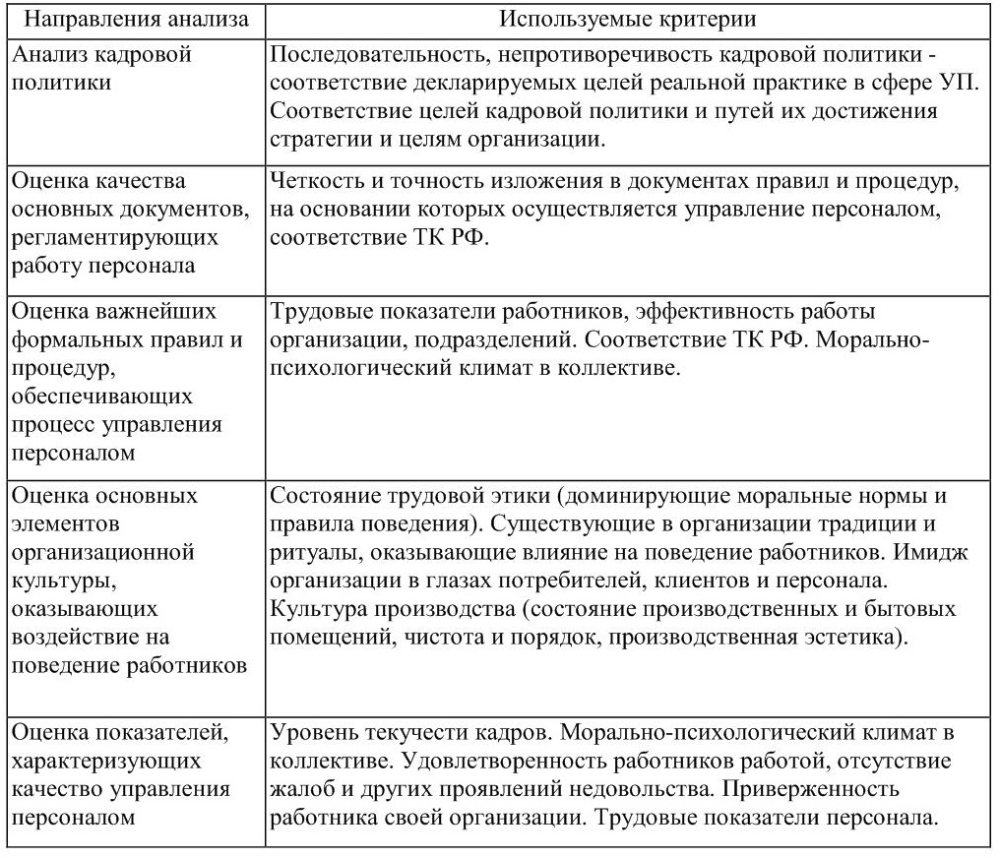 Направления анализа
Используемые критерии
Анализ кадровой
политики
Последовательность, непротиворечивость кадровой политики -
соответствие декларируемых целей реальной практике в сфере УП.
Соответствие целей кадровой политики и путей их достижения
стратегии и целям организации.
Оценка качества
основных документов,
регламентирующих
работу персонала
Четкость и точность изложения в документах правил и процедур,
на основании которых осуществляется управление персоналом,
соответствие ТК РФ.
Оценка важнейших
формальных правил и
процедур,
обеспечивающих
процесс управления
персоналом
Трудовые показатели работников, эффективность работы
организации, подразделений. Соответствие ТК РФ. Морально-
психологический климат в коллективе.
Оценка основных
элементов
организационной
культуры,
оказывающих
воздействие на
поведение работников
Состояние трудовой этики (доминирующие моральные нормы и
правила поведения). Существующие в организации традиции и
ритуалы, оказывающие влияние на поведение работников. Имидж
организации в глазах потребителей, клиентов и персонала.
Культура производства (состояние производственных и бытовых
помещений, чистота и порядок, производственная эстетика).
Оценка показателей,
характеризующих
качество управления
персоналом
Уровень текучести кадров. Морально-психологический климат в
коллективе. Удовлетворенность работников работой, отсутствие
жалоб и других проявлений недовольства. Приверженность
работника своей организации. Трудовые показатели персонала.